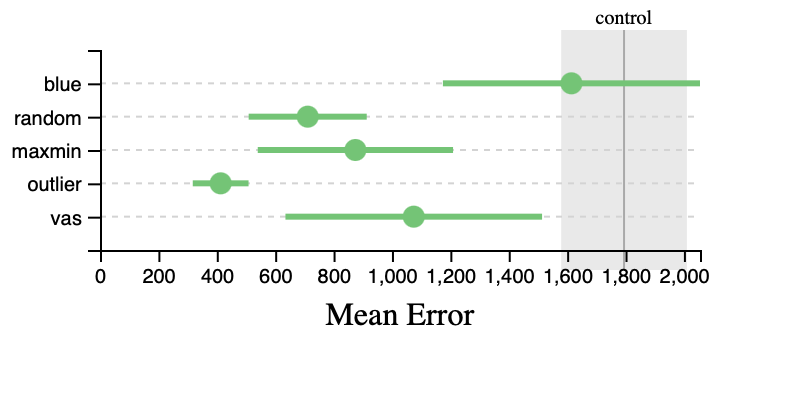 control
blue
random
maxmin
outlier
vas
0 200 400 600 800 1,000 1,200 1,400 1,600 1,800 2,000
Mean Error